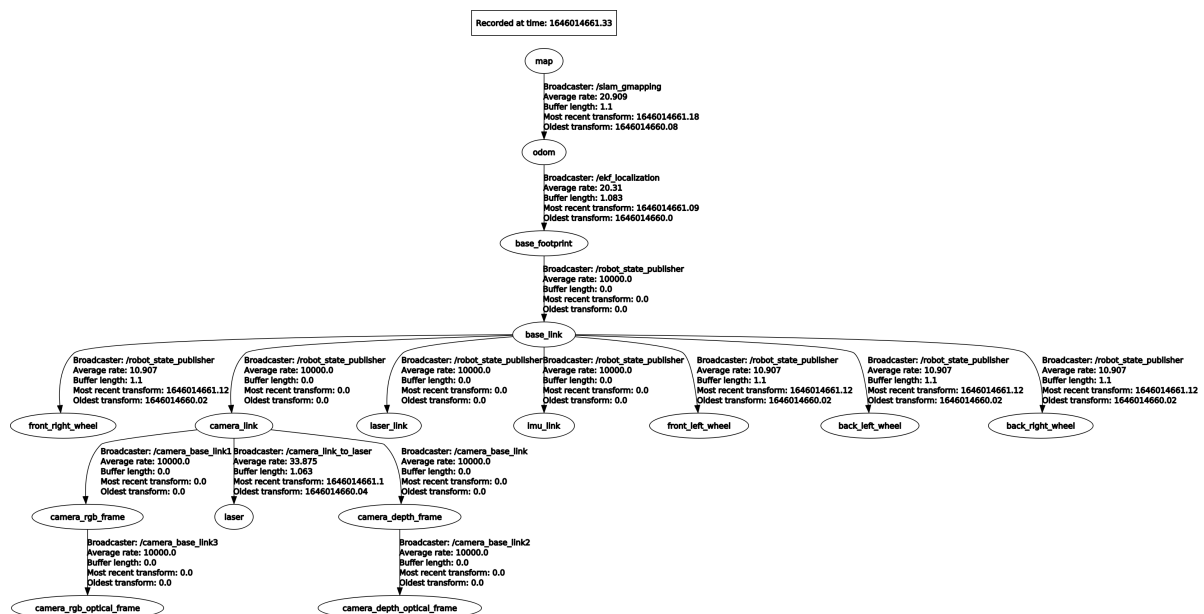 Recorded at time: 1646014661.33
map
Broadcaster: /slam_gmapping
Average rate: 20.909
Buffer length: 1.1
Most recent transform: 1646014661.18
Oldest transform: 1646014660.08
odom
Broadcaster: /ekf_localization
Average rate: 20.31
Buffer length: 1.083
Most recent transform: 1646014661.09
Oldest transform: 1646014660.0
base_footprint
Broadcaster: /robot_state_publisher
Average rate: 10000.0
Buffer length: 0.0
Most recent transform: 0.0
Oldest transform: 0.0
base_link
Broadcaster: /robot_state_publisher
Average rate: 10.907
Buffer length: 1.1
Most recent transform: 1646014661.12
Oldest transform: 1646014660.02
Broadcaster: /robot_state_publisher
Average rate: 10000.0
Buffer length: 0.0
Most recent transform: 0.0
Oldest transform: 0.0
Broadcaster: /robot_state_publisher
Average rate: 10000.0
Buffer length: 0.0
Most recent transform: 0.0
Oldest transform: 0.0
Broadcaster: /robot_state_publisher
Average rate: 10000.0
Buffer length: 0.0
Most recent transform: 0.0
Oldest transform: 0.0
Broadcaster: /robot_state_publisher
Average rate: 10.907
Buffer length: 1.1
Most recent transform: 1646014661.12
Oldest transform: 1646014660.02
Broadcaster: /robot_state_publisher
Average rate: 10.907
Buffer length: 1.1
Most recent transform: 1646014661.12
Oldest transform: 1646014660.02
Broadcaster: /robot_state_publisher
Average rate: 10.907
Buffer length: 1.1
Most recent transform: 1646014661.12
Oldest transform: 1646014660.02
front_right_wheel
camera_link
laser_link
imu_link
front_left_wheel
back_left_wheel
back_right_wheel
Broadcaster: /camera_base_link1
Average rate: 10000.0
Buffer length: 0.0
Most recent transform: 0.0
Oldest transform: 0.0
Broadcaster: /camera_link_to_laser
Average rate: 33.875
Buffer length: 1.063
Most recent transform: 1646014661.1
Oldest transform: 1646014660.04
Broadcaster: /camera_base_link
Average rate: 10000.0
Buffer length: 0.0
Most recent transform: 0.0
Oldest transform: 0.0
camera_rgb_frame
laser
camera_depth_frame
Broadcaster: /camera_base_link3
Average rate: 10000.0
Buffer length: 0.0
Most recent transform: 0.0
Oldest transform: 0.0
Broadcaster: /camera_base_link2
Average rate: 10000.0
Buffer length: 0.0
Most recent transform: 0.0
Oldest transform: 0.0
camera_rgb_optical_frame
camera_depth_optical_frame